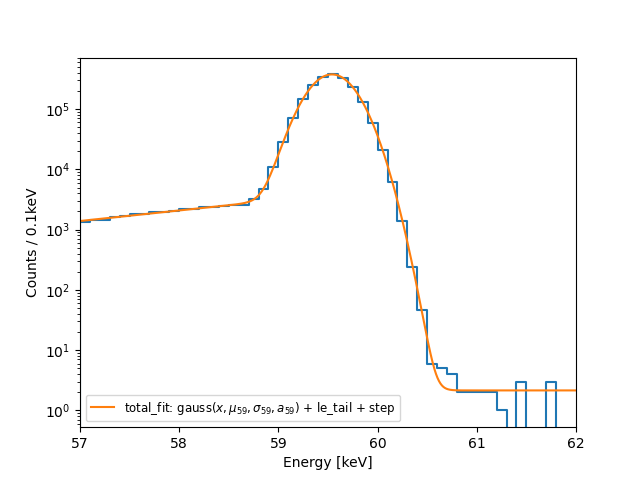 Counts / 0.1keV
10⁵
10⁴
10³
10²
10¹
10⁰
total_fit: gauss(x, μ₅₉, σ₅₉, a₅₉) + le_tail + step
57 58 59 60 61 62
Energy [keV]